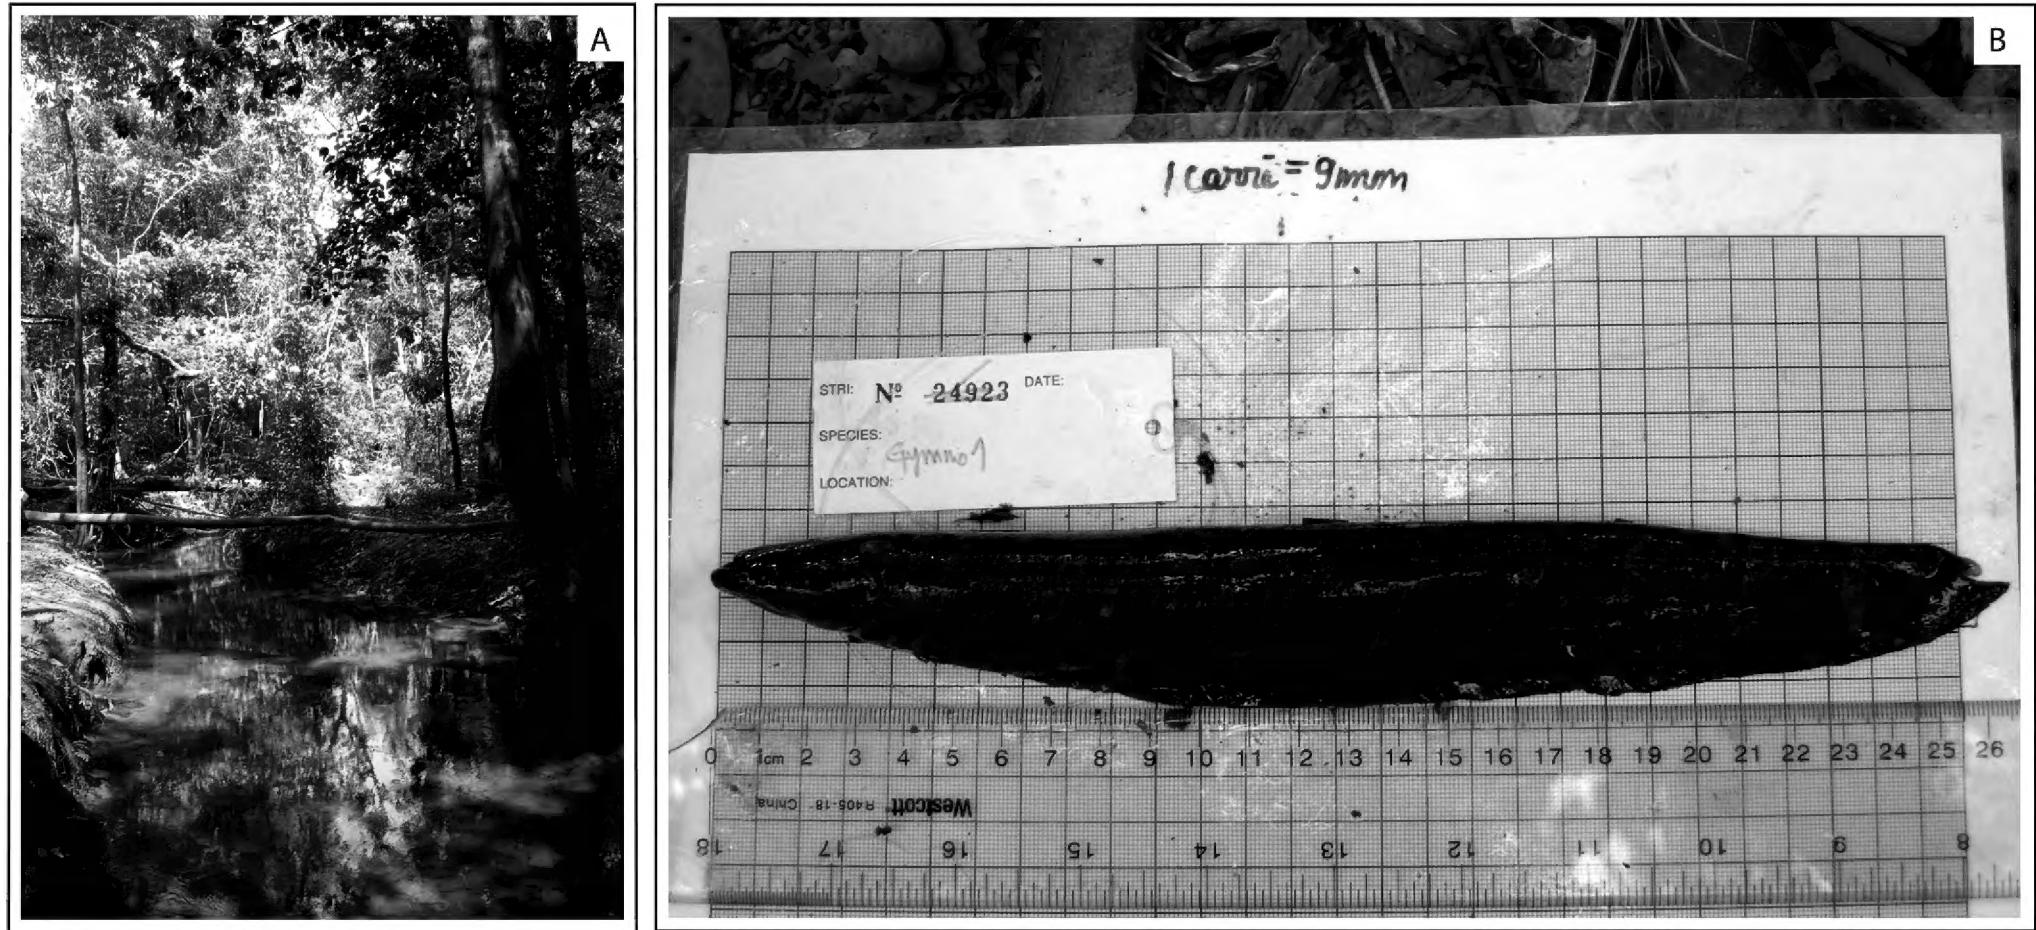 A
B
1 carré = 9mm
STRI: Nº 24923 DATE:
SPECIES: Gymno1
LOCATION:
0 1cm 2 3 4 5 6 7 8 9 10 11 12 13 14 15 16 17 18 19 20 21 22 23 24 25 26
Westcott R405-18 China
18 17 16 15 14 13 12 11 10 9 8